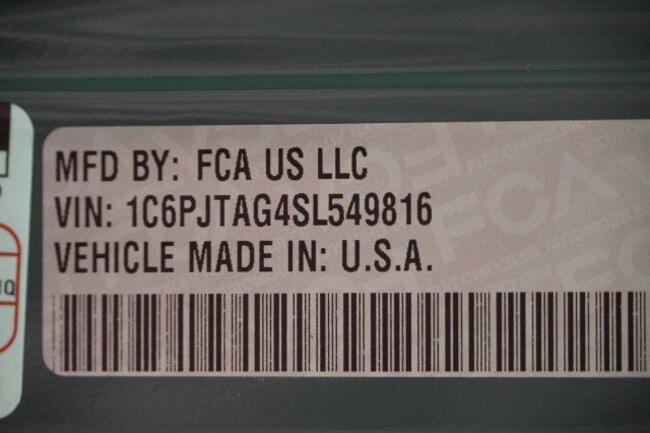 MFD BY: FCA US LLC
VIN: 1C6PJTAG4SL549816
VEHICLE MADE IN: U.S.A.